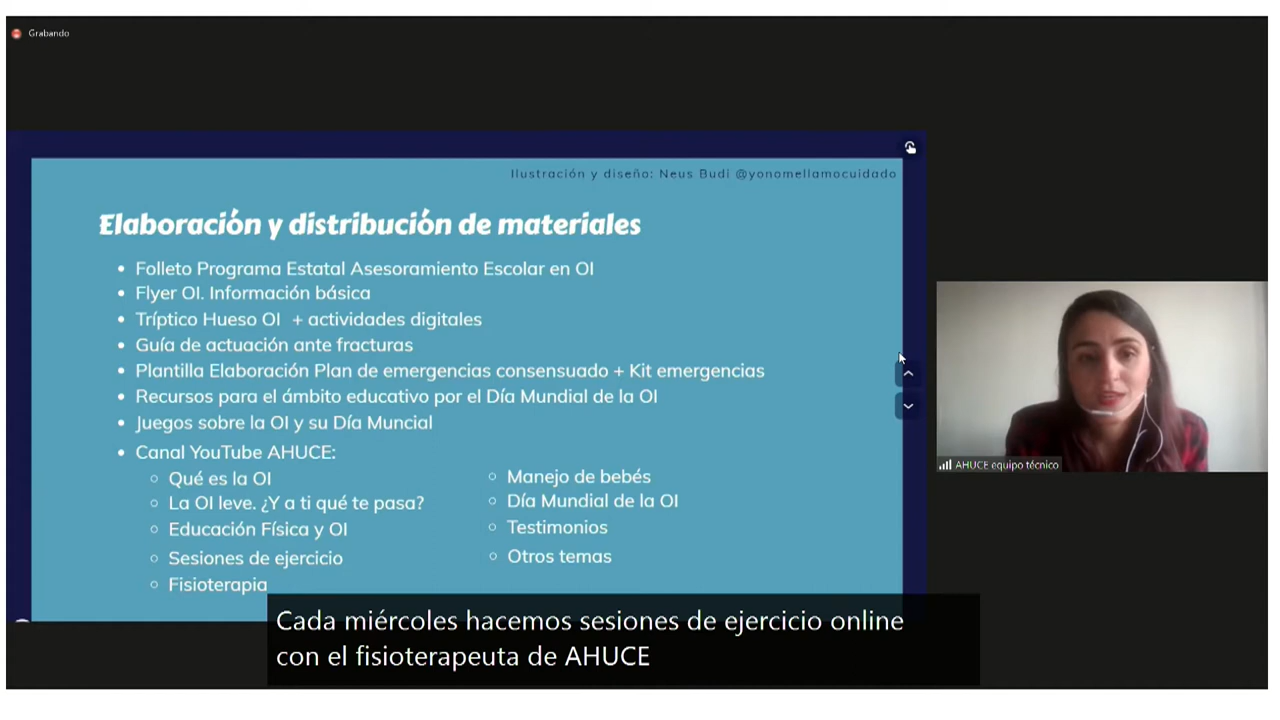 Grabando
Ilustración y diseño: Neus Budi @yonomellamocuidado
Elaboración y distribución de materiales
Folleto Programa Estatal Asesoramiento Escolar en OI
Flyer OI. Información básica
Tríptico Hueso OI + actividades digitales
Guía de actuación ante fracturas
Plantilla Elaboración Plan de emergencias consensuado + Kit emergencias
Recursos para el ámbito educativo por el Día Mundial de la OI
Juegos sobre la OI y su Día Muncial
Canal YouTube AHUCE:
Qué es la OI
La OI leve. ¿Y a ti qué te pasa?
Educación Física y OI
Sesiones de ejercicio
Fisioterapia
Manejo de bebés
Día Mundial de la OI
Testimonios
Otros temas
AHUCE equipo técnico
Cada miércoles hacemos sesiones de ejercicio online
con el fisioterapeuta de AHUCE